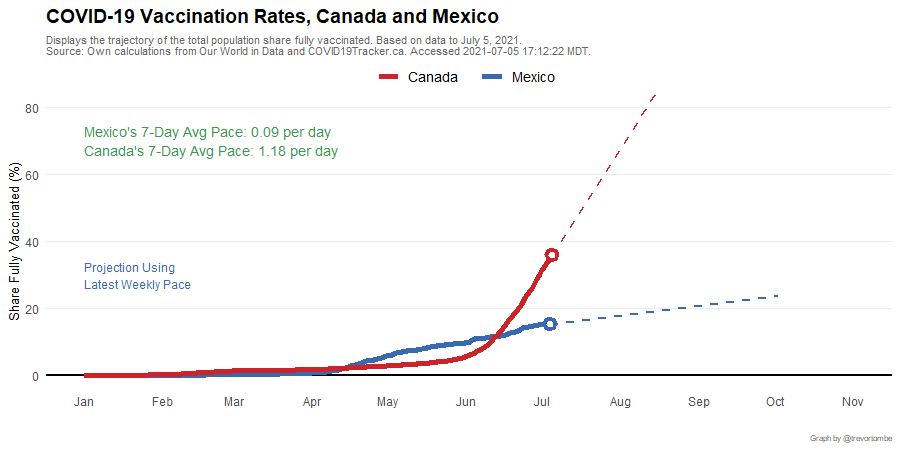 COVID-19 Vaccination Rates, Canada and Mexico
Displays the trajectory of the total population share fully vaccinated. Based on data to July 5, 2021.
Source: Own calculations from Our World in Data and COVID19Tracker.ca. Accessed 2021-07-05 17:12:22 MDT.
Canada Mexico
80
Mexico's 7-Day Avg Pace: 0.09 per day
Canada's 7-Day Avg Pace: 1.18 per day
60
Share Fully Vaccinated (%)
40
Projection Using
Latest Weekly Pace
20
0
Jan Feb Mar Apr May Jun Jul Aug Sep Oct Nov
Graph by @trevortombe